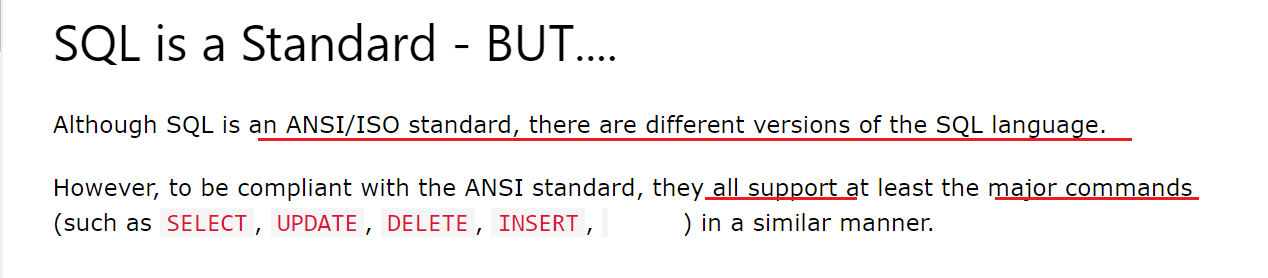 SQL is a Standard - BUT....
Although SQL is an ANSI/ISO standard, there are different versions of the SQL language.
However, to be compliant with the ANSI standard, they all support at least the major commands
(such as SELECT, UPDATE, DELETE, INSERT, ) in a similar manner.